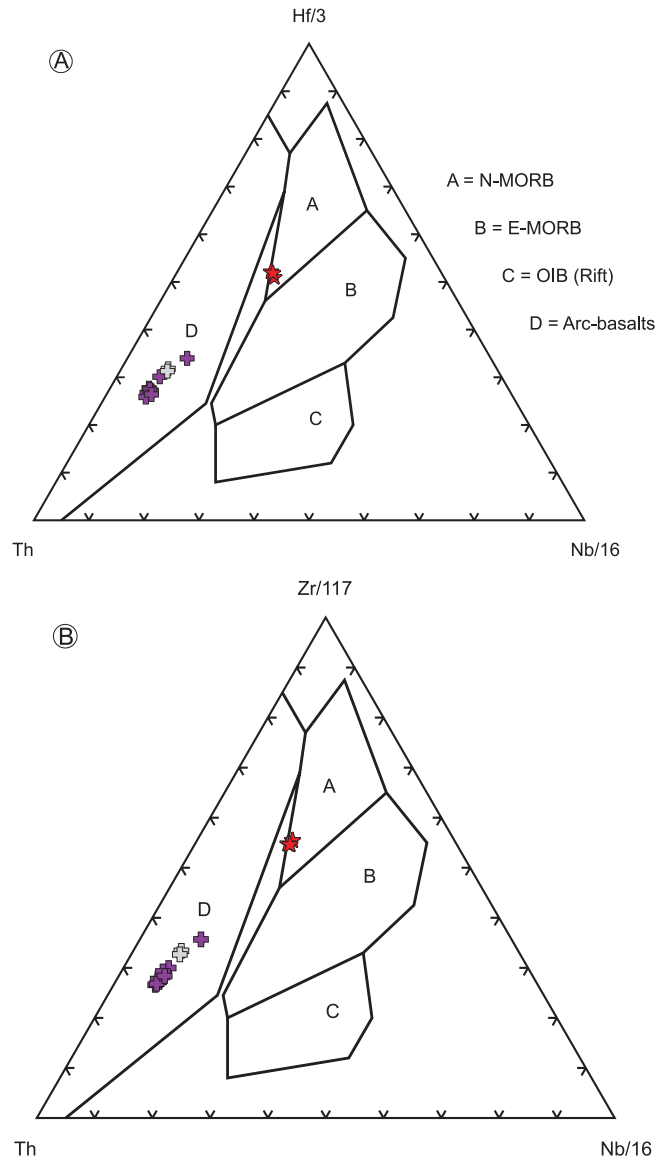 Hf/3
A
A = N-MORB
A
B = E-MORB
B
C = OIB (Rift)
D
D = Arc-basalts
C
Th
Nb/16
Zr/117
B
A
B
D
C
Th
Nb/16